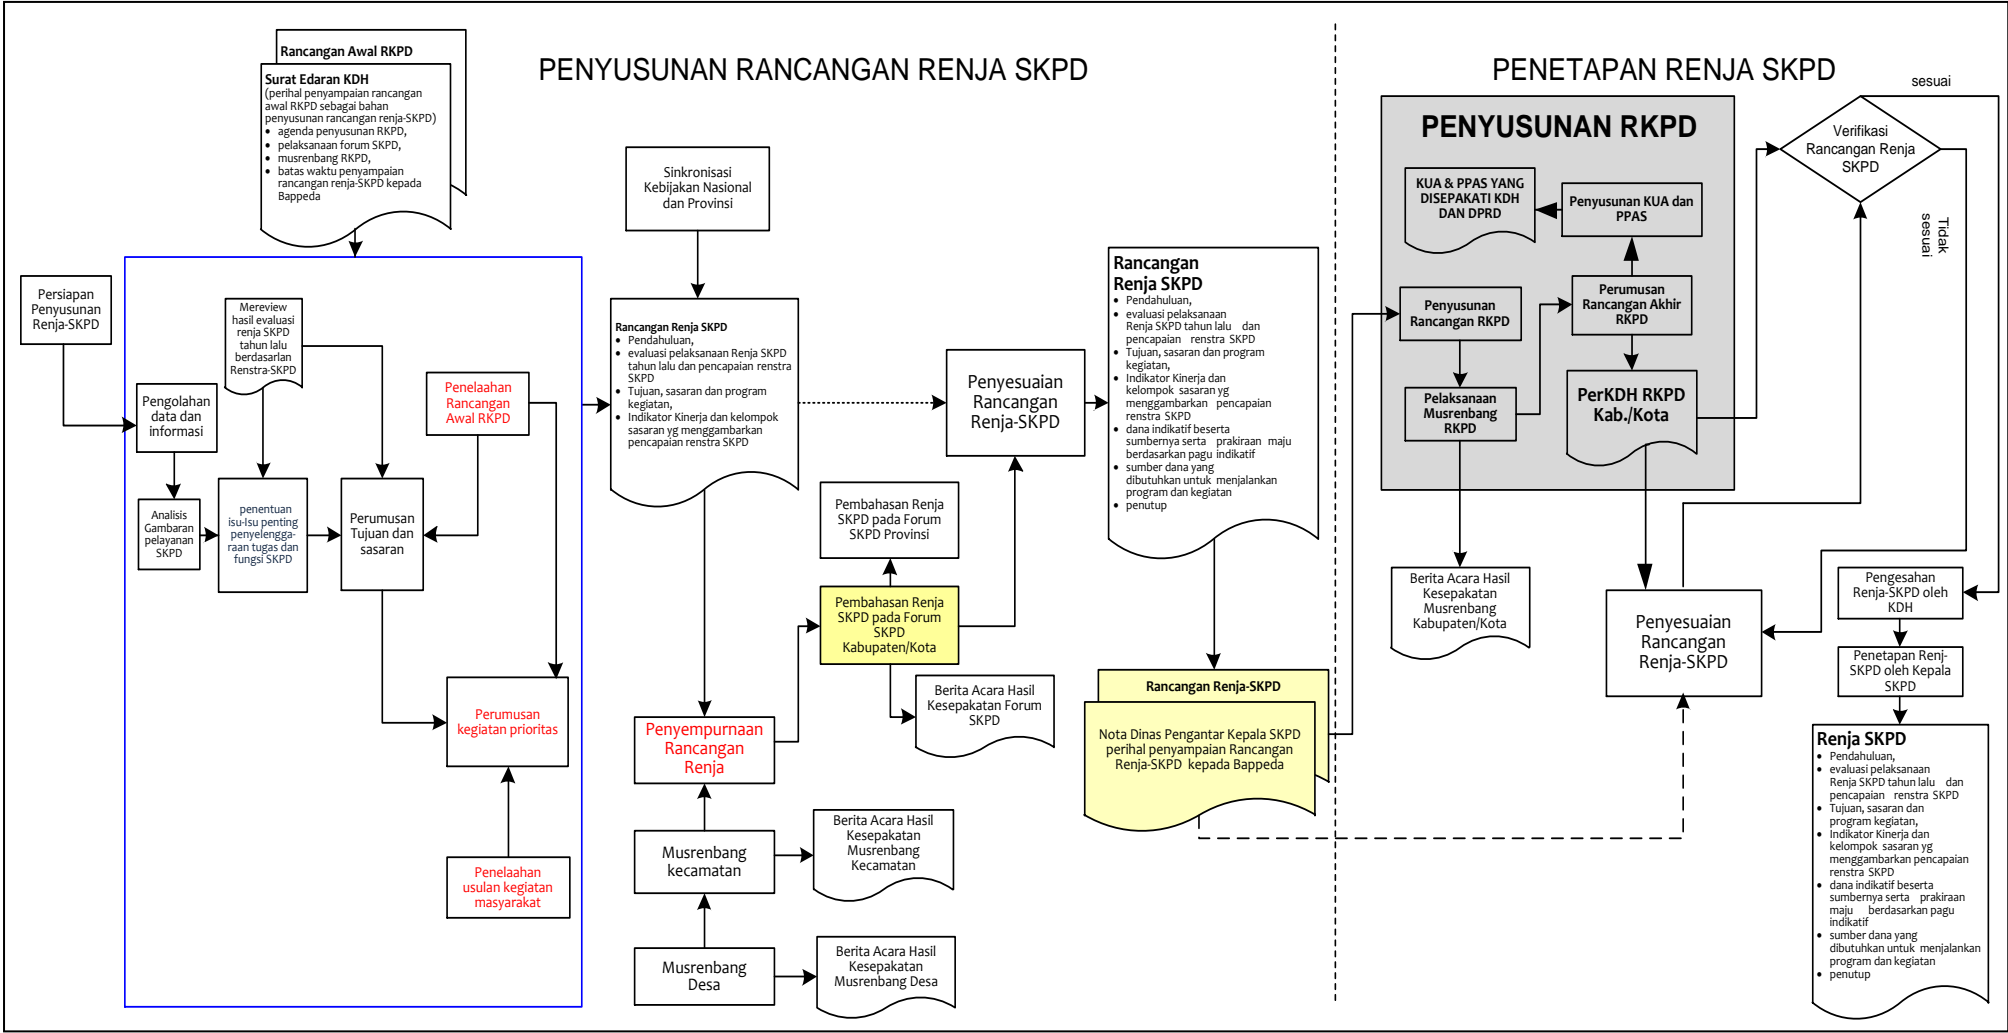 Rancangan Awal RKPD
Surat Edaran KDH
(perihal penyampaian rancangan
awal RKPD sebagai bahan
penyusunan rancangan renja-SKPD)
• agenda penyusunan RKPD,
• pelaksanaan forum SKPD,
• musrenbang RKPD,
• batas waktu penyampaian
rancangan renja-SKPD kepada
Bappeda
PENYUSUNAN RANCANGAN RENJA SKPD
PENETAPAN RENJA SKPD
Persiapan
Penyusunan
Renja-SKPD
Mereview
hasil evaluasi
renja SKPD
tahun lalu
berdasarlan
Renstra-SKPD
Pengolahan
data dan
informasi
Penelaahan
Rancangan
Awal RKPD
Analisis
Gambaran
pelayanan
SKPD
penentuan
isu-Isu penting
penyelengga-
raan tugas dan
fungsi SKPD
Perumusan
Tujuan dan
sasaran
Perumusan
kegiatan prioritas
Penelaahan
usulan kegiatan
masyarakat
Sinkronisasi
Kebijakan Nasional
dan Provinsi
Rancangan Renja SKPD
• Pendahuluan,
• evaluasi pelaksanaan Renja SKPD
tahun lalu dan pencapaian renstra
SKPD
• Tujuan, sasaran dan program
kegiatan,
• Indikator Kinerja dan kelompok
sasaran yg menggambarkan
pencapaian renstra SKPD
Penyempurnaan
Rancangan
Renja
Musrenbang
kecamatan
Musrenbang
Desa
Berita Acara Hasil
Kesepakatan
Musrenbang
Kecamatan
Berita Acara Hasil
Kesepakatan
Musrenbang Desa
Pembahasan Renja
SKPD pada Forum
SKPD Provinsi
Pembahasan Renja
SKPD pada Forum
SKPD
Kabupaten/Kota
Berita Acara Hasil
Kesepakatan Forum
SKPD
Penyesuaian
Rancangan
Renja-SKPD
Rancangan
Renja SKPD
• Pendahuluan,
• evaluasi pelaksanaan
Renja SKPD tahun lalu dan
pencapaian renstra SKPD
• Tujuan, sasaran dan program
kegiatan,
• Indikator Kinerja dan
kelompok sasaran yg
menggambarkan pencapaian
renstra SKPD
• dana indikatif beserta
sumbernya serta prakiraan maju
berdasarkan pagu indikatif
• sumber dana yang
dibutuhkan untuk menjalankan
program dan kegiatan
• penutup
Rancangan Renja-SKPD
Nota Dinas Pengantar Kepala SKPD
perihal penyampaian Rancangan
Renja-SKPD kepada Bappeda
PENYUSUNAN RKPD
KUA & PPAS YANG
DISEPAKATI KDH
DAN DPRD
Penyusunan KUA dan
PPAS
Penyusunan
Rancangan RKPD
Perumusan
Rancangan Akhir
RKPD
Pelaksanaan
Musrenbang
RKPD
PerKDH RKPD
Kab./Kota
Berita Acara Hasil
Kesepakatan
Musrenbang
Kabupaten/Kota
Penyesuaian
Rancangan
Renja-SKPD
Verifikasi
Rancangan Renja
SKPD
sesuai
Tidak
sesuai
Pengesahan
Renja-SKPD oleh
KDH
Penetapan Renj-
SKPD oleh Kepala
SKPD
Renja SKPD
• Pendahuluan,
• evaluasi pelaksanaan
Renja SKPD tahun lalu dan
pencapaian renstra SKPD
• Tujuan, sasaran dan
program kegiatan,
• Indikator Kinerja dan
kelompok sasaran yg
menggambarkan pencapaian
renstra SKPD
• dana indikatif beserta
sumbernya serta prakiraan
maju berdasarkan pagu
indikatif
• sumber dana yang
dibutuhkan untuk menjalankan
program dan kegiatan
• penutup